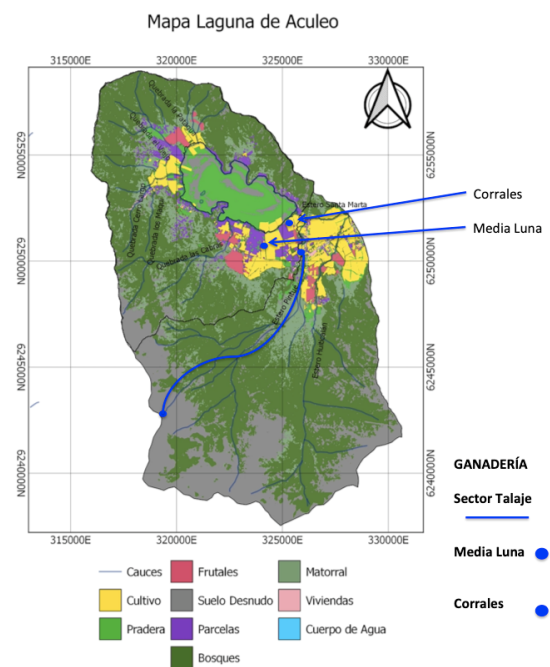 Mapa Laguna de Aculeo
315000E 320000E 325000E 330000E
6255000N 6255000N
6250000N 6250000N
6245000N 6245000N
6240000N 6240000N
Estero Santa Marta
Corrales
Media Luna
315000E 320000E 325000E 330000E
GANADERÍA
Sector Talaje
Media Luna
Corrales
Cauces Frutales Matorral
Cultivo Suelo Desnudo Viviendas
Pradera Parcelas Cuerpo de Agua
Bosques